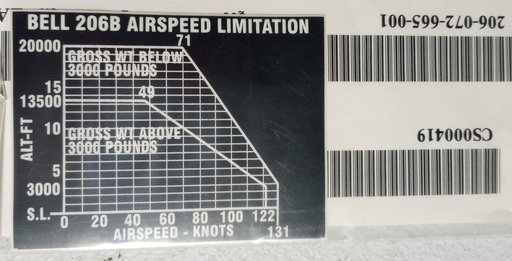 BELL 206B AIRSPEED LIMITATION
71
20000
GROSS WT BELOW
3000 POUNDS
15
49
13500
10
GROSS WT ABOVE
3000 POUNDS
ALT-FT
5
3000
S.L.
0 20 40 60 80 100 122
AIRSPEED - KNOTS
131
206-072-665-001
CS000419